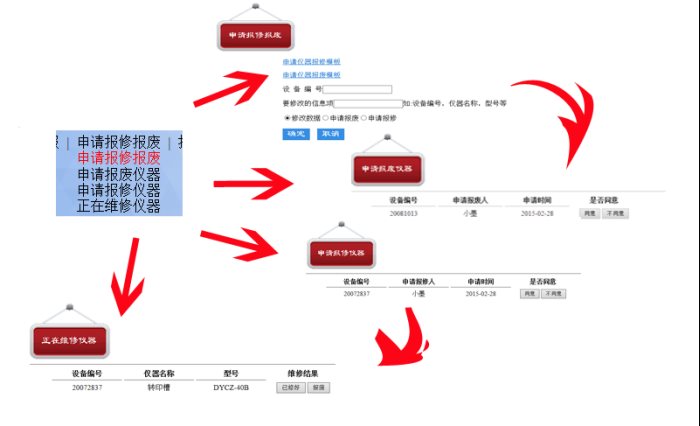 申请报修报废
申请仪器报修模板
申请仪器报废模板
设 备 编 号
要修改的信息项 如:设备编号，仪器名称，型号等
修改数据 申请报废 申请报修
确定 取消
| 申请报修报废 |
申请报修报废
申请报废仪器
申请报修仪器
正在维修仪器
申请报废仪器
设备编号 申请报废人 申请时间 是否同意
20081013 小墨 2015-02-28 同意 不同意
申请报修仪器
设备编号 申请报修人 申请时间 是否同意
20072837 小墨 2015-02-28 同意 不同意
正在维修仪器
设备编号 仪器名称 型号 维修结果
20072837 转印槽 DYCZ-40B 已修好 报废